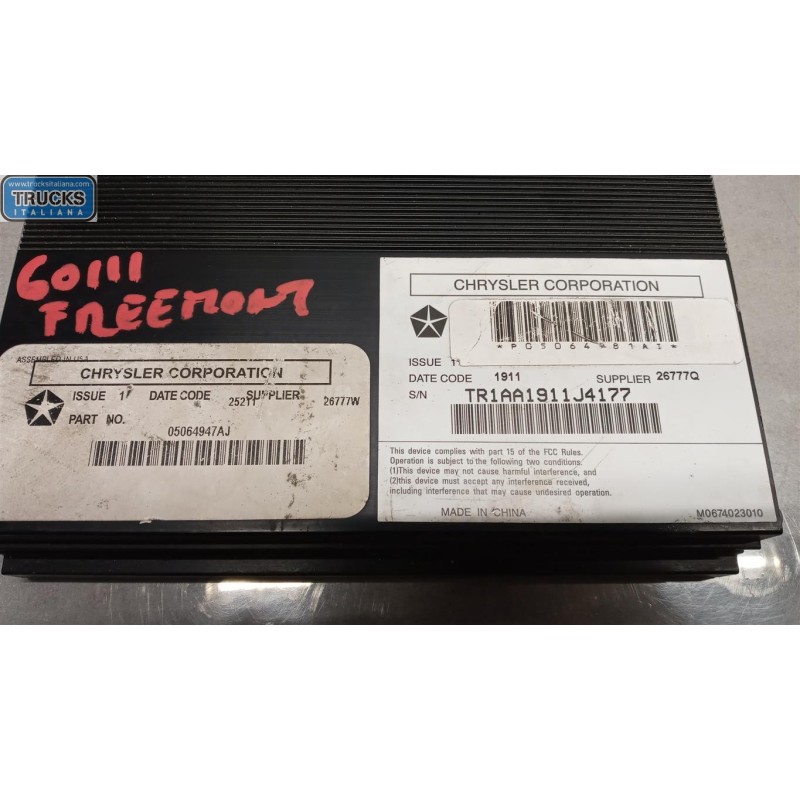 www.trucksitaliana.com
TRUCKS
ITALIANA
60111
FREEMONT
ASSEMBLED IN USA
CHRYSLER CORPORATION
ISSUE 1 DATE CODE 25211 SUPPLIER 26777W
PART NO.
05064947AJ
CHRYSLER CORPORATION
ISSUE 11
DATE CODE 1911 SUPPLIER 26777Q
S/N TR1AA1911J4177
This device complies with part 15 of the FCC Rules.
Operation is subject to the following two conditions.
(1)This device may not cause harmful interference, and
(2)this device must accept any interference received,
including interference that may cause undesired operation.
MADE IN CHINA M0674023010